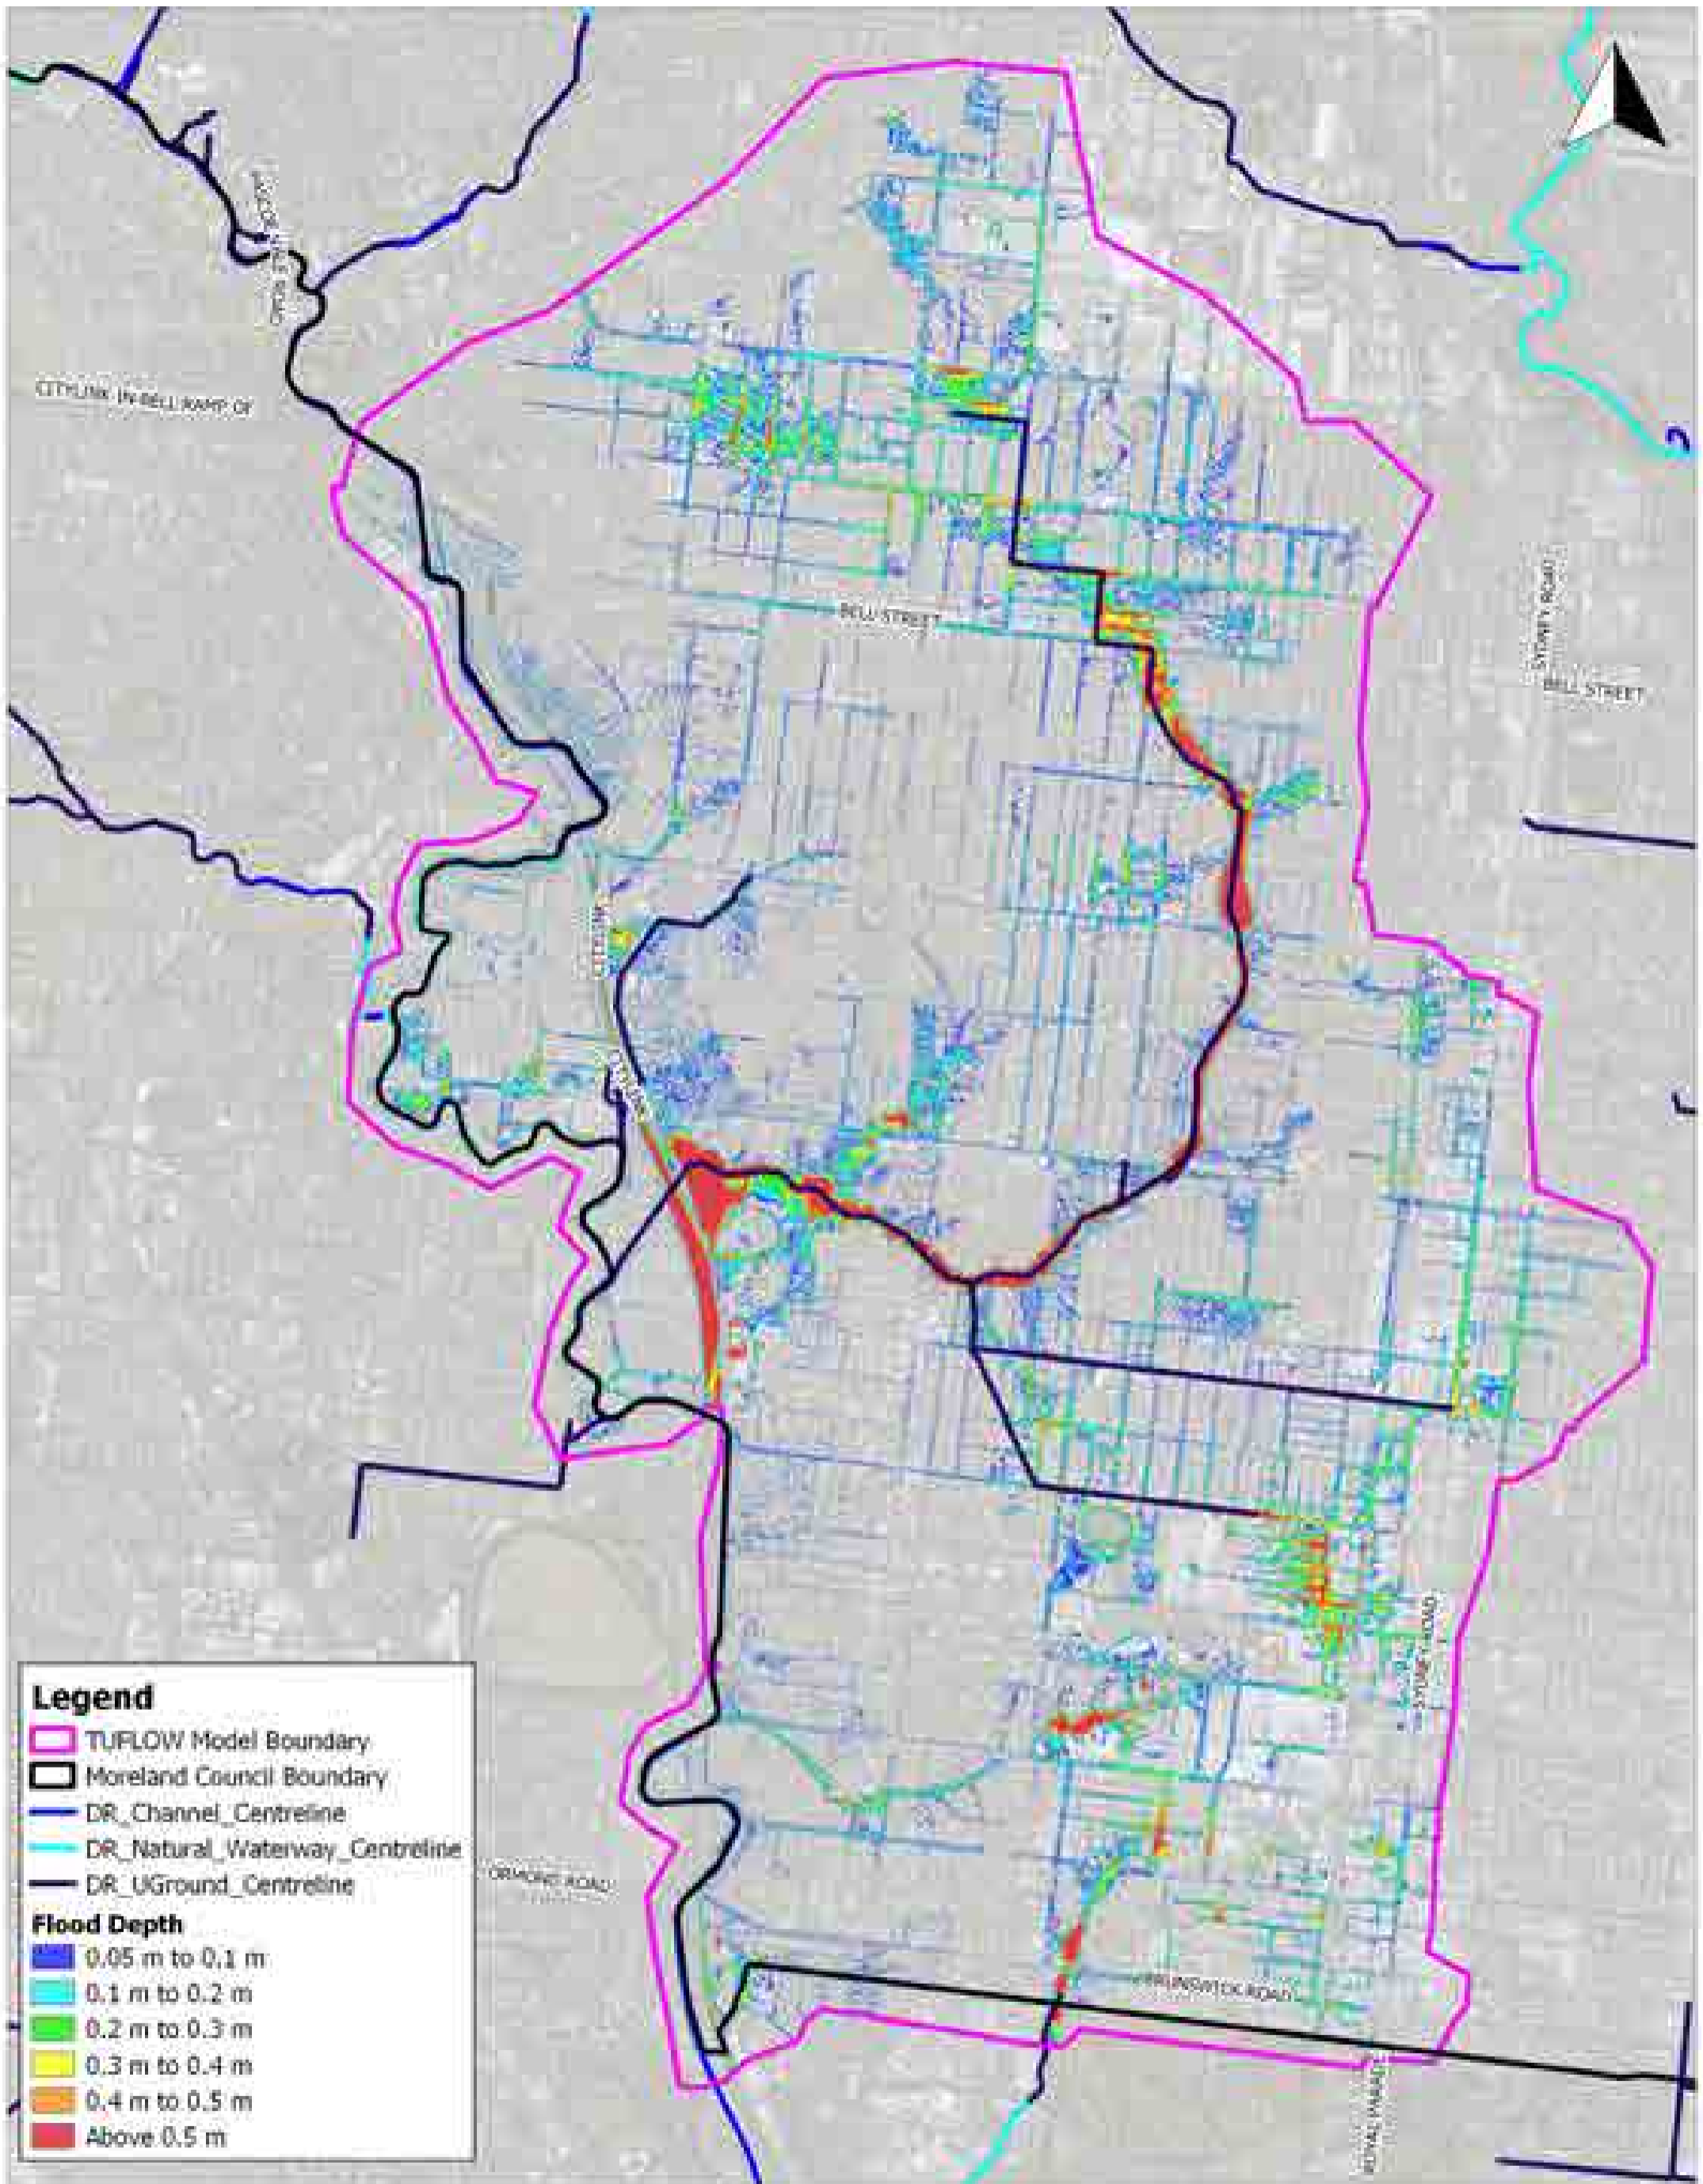 CITYLINK IN-BELL RAMP OF
BELL STREET
SYDNEY ROAD
BELL STREET
CITYLINK
SYDNEY ROAD
ORMOND ROAD
BRUNSWICK ROAD
ROYAL PARADE
Legend
TUFLOW Model Boundary
Moreland Council Boundary
DR_Channel_Centreline
DR_Natural_Waterway_Centreline
DR_UGround_Centreline
Flood Depth
0.05 m to 0.1 m
0.1 m to 0.2 m
0.2 m to 0.3 m
0.3 m to 0.4 m
0.4 m to 0.5 m
Above 0.5 m